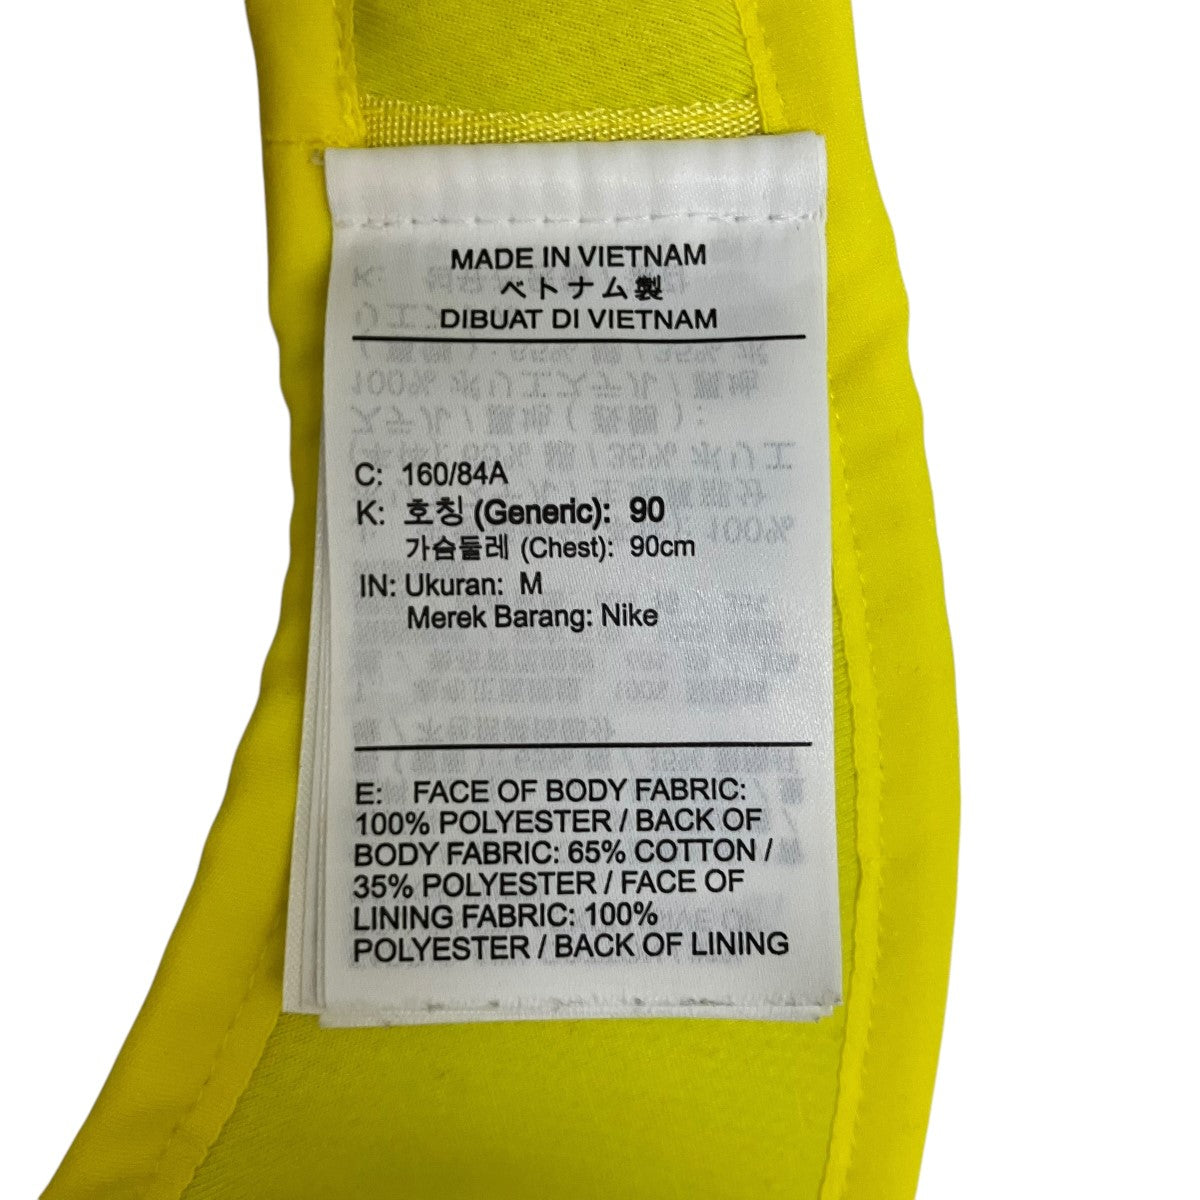 MADE IN VIETNAM
ベトナム製
DIBUAT DI VIETNAM
C: 160/84A
K: 호칭 (Generic): 90
가슴둘레 (Chest): 90cm
IN: Ukuran: M
Merek Barang: Nike
E: FACE OF BODY FABRIC:
100% POLYESTER / BACK OF
BODY FABRIC: 65% COTTON /
35% POLYESTER / FACE OF
LINING FABRIC: 100%
POLYESTER / BACK OF LINING